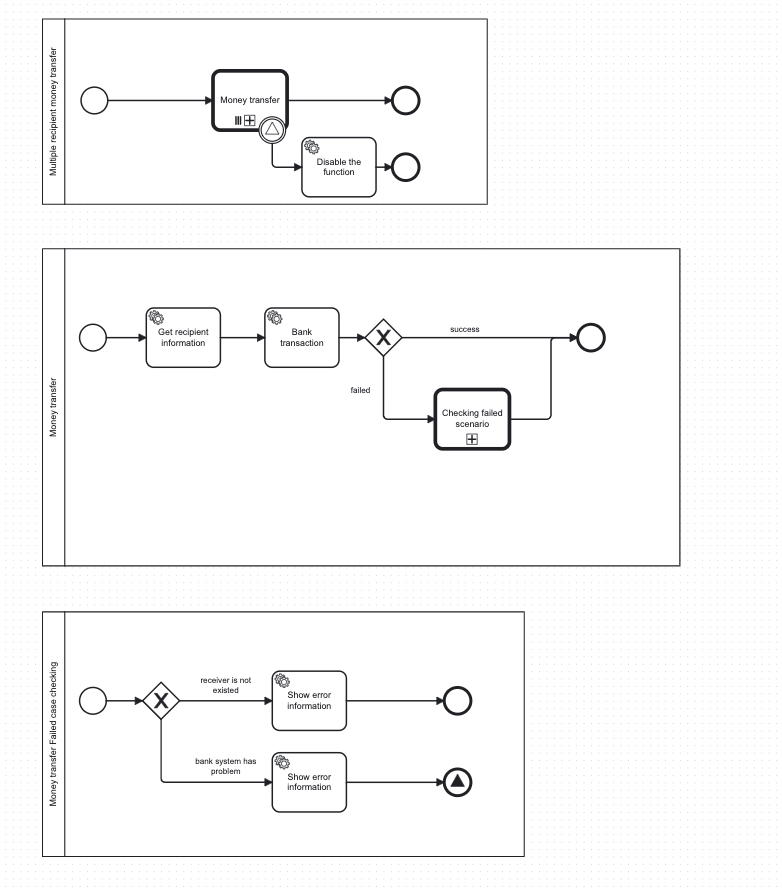 Multiple recipient money transfer
Money transfer
Disable the
function
Money transfer
Get recipient
information
Bank
transaction
success
failed
Checking failed
scenario
Money transfer Failed case checking
receiver is not
existed
Show error
information
bank system has
problem
Show error
information